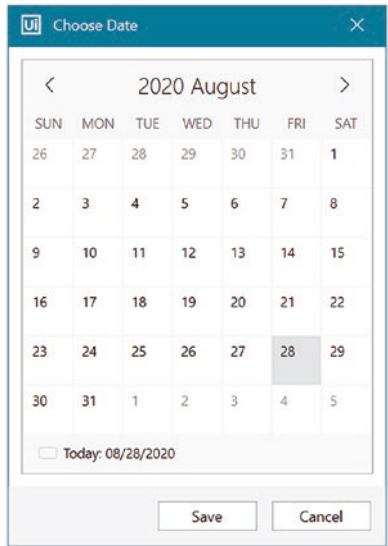 Ui Choose Date
2020 August
SUN MON TUE WED THU FRI SAT
26 27 28 29 30 31 1
2 3 4 5 6 7 8
9 10 11 12 13 14 15
16 17 18 19 20 21 22
23 24 25 26 27 28 29
30 31 1 2 3 4 5
Today: 08/28/2020
Save Cancel